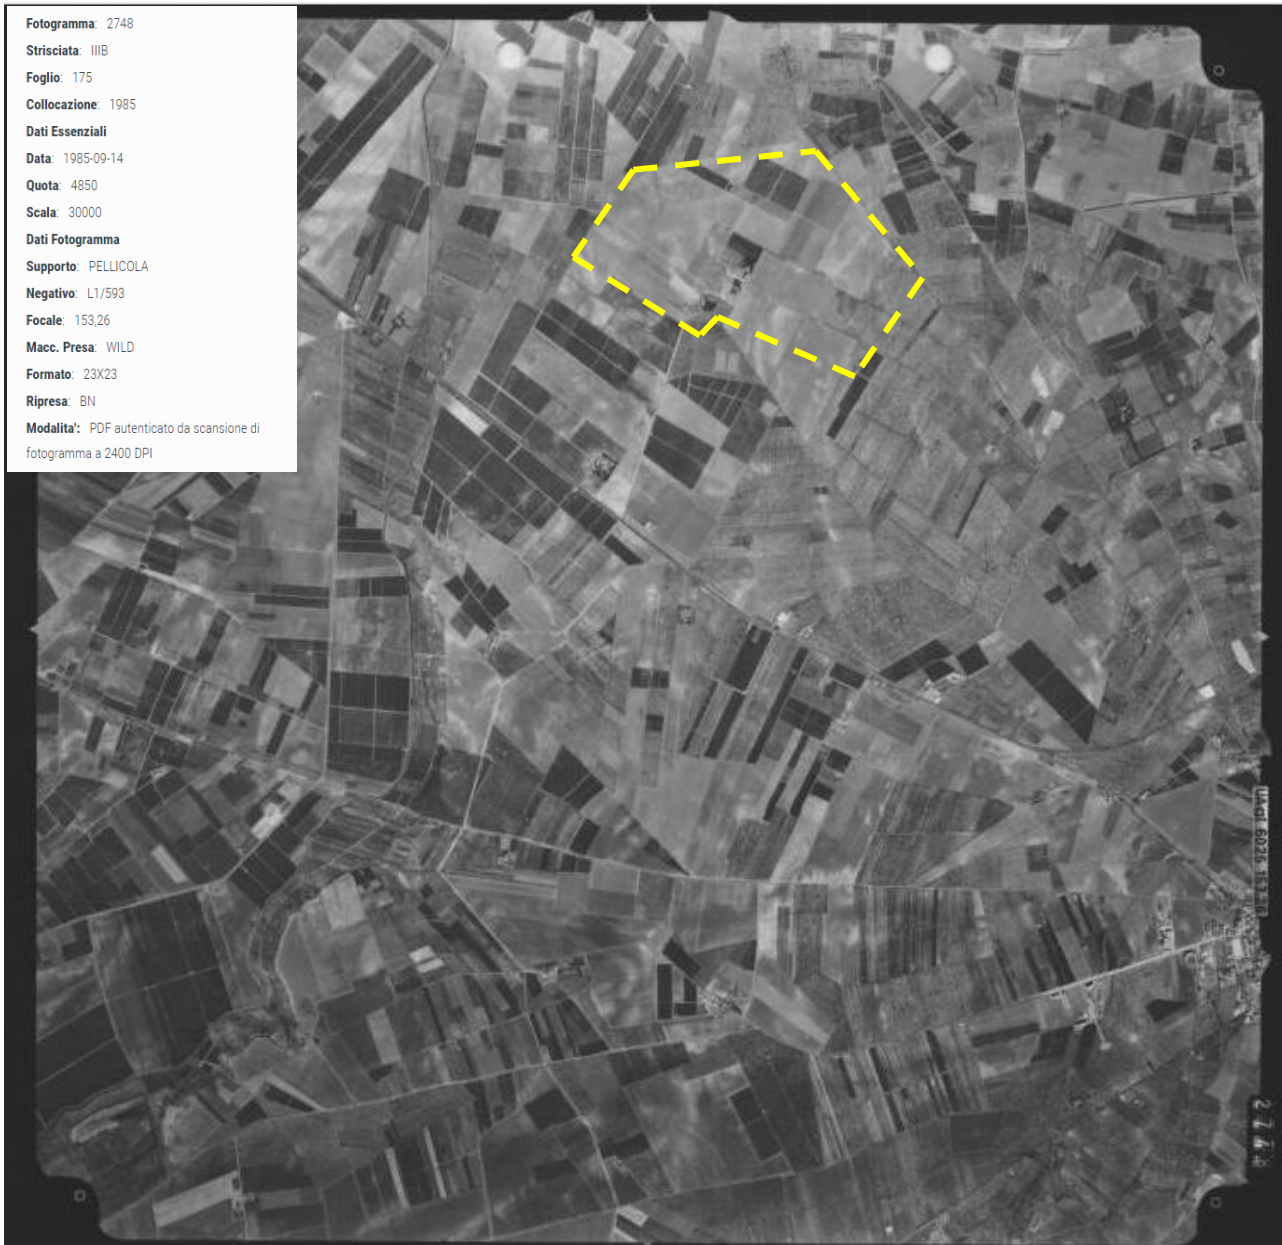 Fotogramma: 2748
Strisciata: IIIB
Foglio: 175
Collocazione: 1985
Dati Essenziali
Data: 1985-09-14
Quota: 4850
Scala: 30000
Dati Fotogramma
Supporto: PELLICOLA
Negativo: L1/593
Focale: 153,26
Macc. Presa: WILD
Formato: 23X23
Ripresa: BN
Modalita': PDF autenticato da scansione di
fotogramma a 2400 DPI